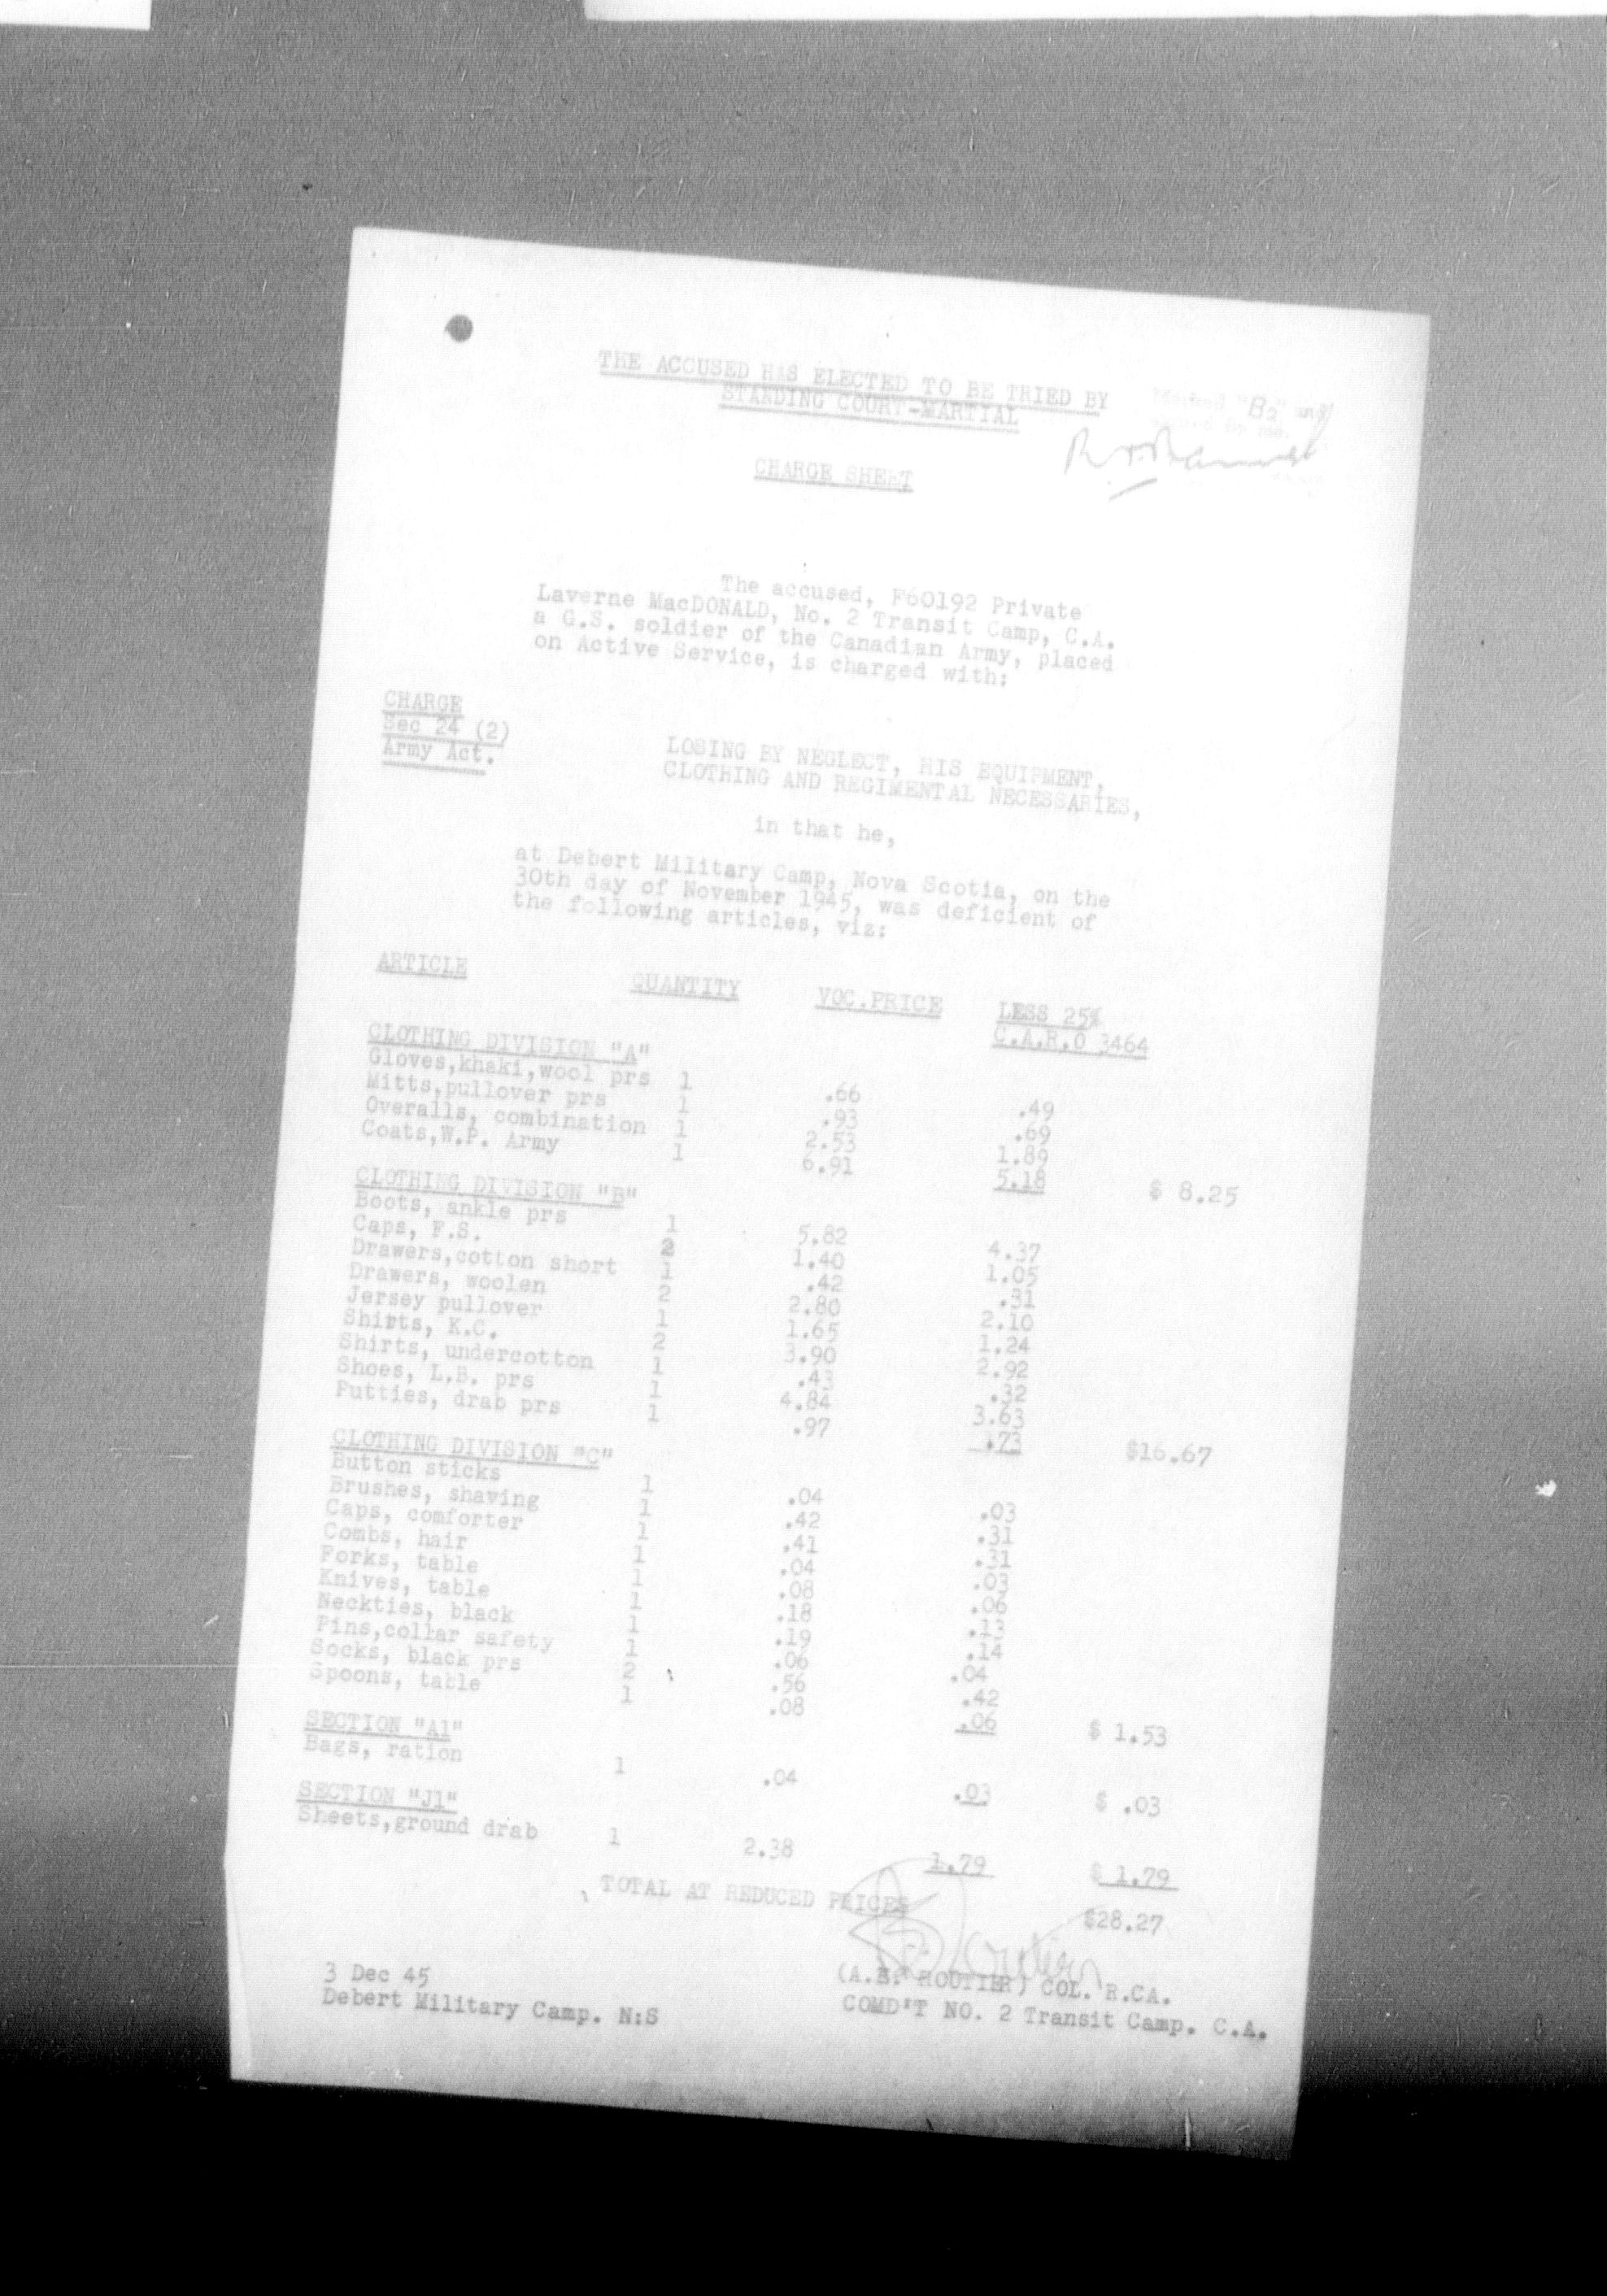 THE ACCUSED HAS ELECTED TO BE TRIED BY
STANDING COURT-MARTIAL
"B2" and
by me.
CHARGE SHEET
The accused, F60192 Private
Laverne MacDONALD, No. 2 Transit Camp, C.A.
a G.S. soldier of the Canadian Army, placed
on Active Service, is charged with:
CHARGE
Sec 24 (2)
Army Act.
LOSING BY NEGLECT, HIS EQUIPMENT,
CLOTHING AND REGIMENTAL NECESSARIES,
in that he,
at Debert Military Camp, Nova Scotia, on the
30th day of November 1945, was deficient of
the following articles, viz:
ARTICLE QUANTITY VOC.PRICE LESS 25%
C.A.R.O 3464
CLOTHING DIVISION "A"
Gloves,khaki,wool prs 1 .66 .49
Mitts,pullover prs 1 .93 .69
Overalls, combination 1 2.53 1.89
Coats,W.P. Army 1 6.91 5.18 $ 8.25
CLOTHING DIVISION "B"
Boots, ankle prs 1 5.82 4.37
Caps, F.S. 2 1.40 1.05
Drawers,cotton short 1 .42 .31
Drawers, woolen 2 2.80 2.10
Jersey pullover 1 1.65 1.24
Shirts, K.C. 2 3.90 2.92
Shirts, undercotton 1 .43 .32
Shoes, L.B. prs 1 4.84 3.63
Putties, drab prs 1 .97 .73 $16.67
CLOTHING DIVISION "C"
Button sticks 1 .04 .03
Brushes, shaving 1 .42 .31
Caps, comforter 1 .41 .31
Combs, hair 1 .04 .03
Forks, table 1 .08 .06
Knives, table 1 .18 .13
Neckties, black 1 .19 .14
Pins,collar safety 1 .06 .04
Socks, black prs 2 .56 .42
Spoons, table 1 .08 .06 $ 1.53
SECTION "A1"
Bags, ration 1 .04 .03 $ .03
SECTION "J1"
Sheets,ground drab 1 2.38 1.79 $ 1.79
TOTAL AT REDUCED PRICES $28.27
3 Dec 45
Debert Military Camp. N:S
(A.E. ROUTIER) COL. R.CA.
COMD'T NO. 2 Transit Camp. C.A.